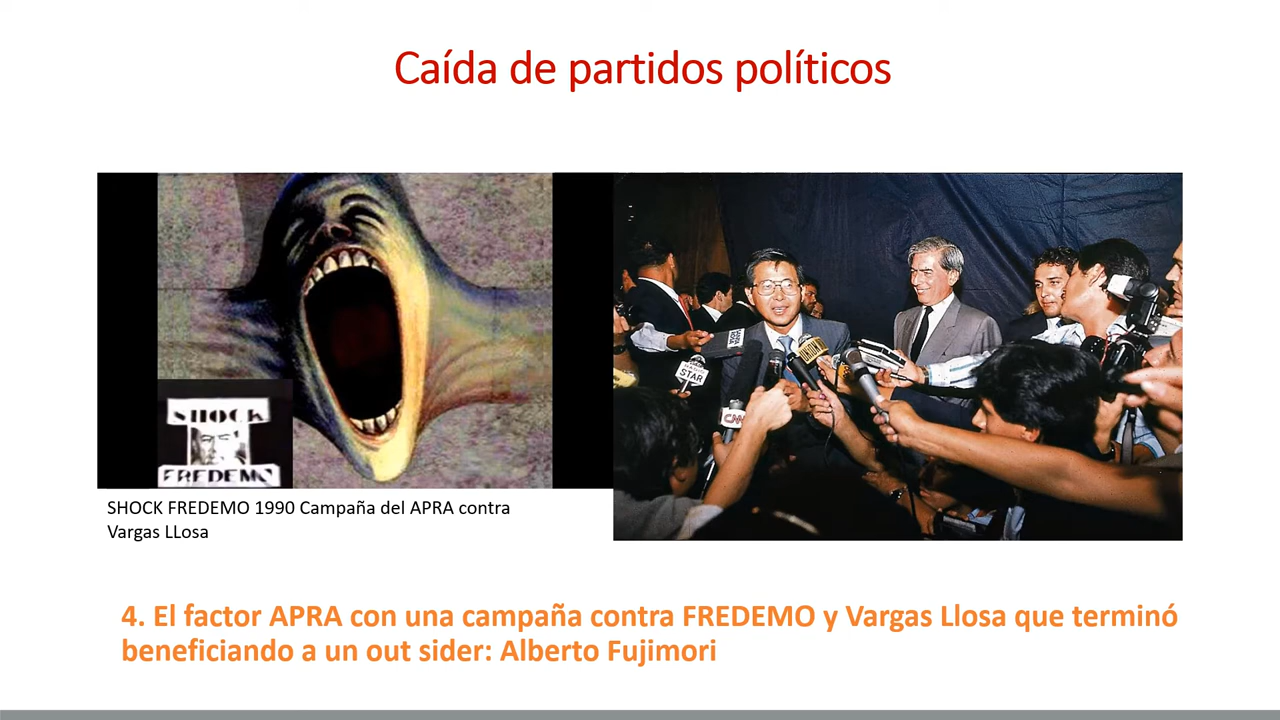 Caída de partidos políticos
SHOCK
FREDEMO
STAR
CNN
SHOCK FREDEMO 1990 Campaña del APRA contra
Vargas LLosa
4. El factor APRA con una campaña contra FREDEMO y Vargas Llosa que terminó
beneficiando a un out sider: Alberto Fujimori